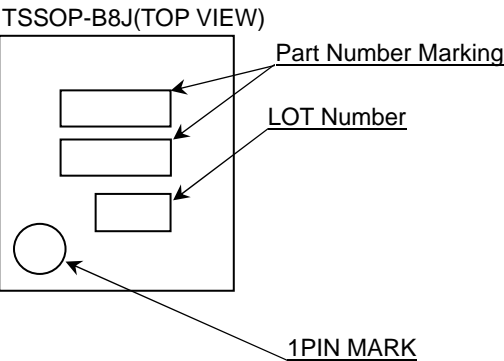 TSSOP-B8J(TOP VIEW)
Part Number Marking
LOT Number
1PIN MARK